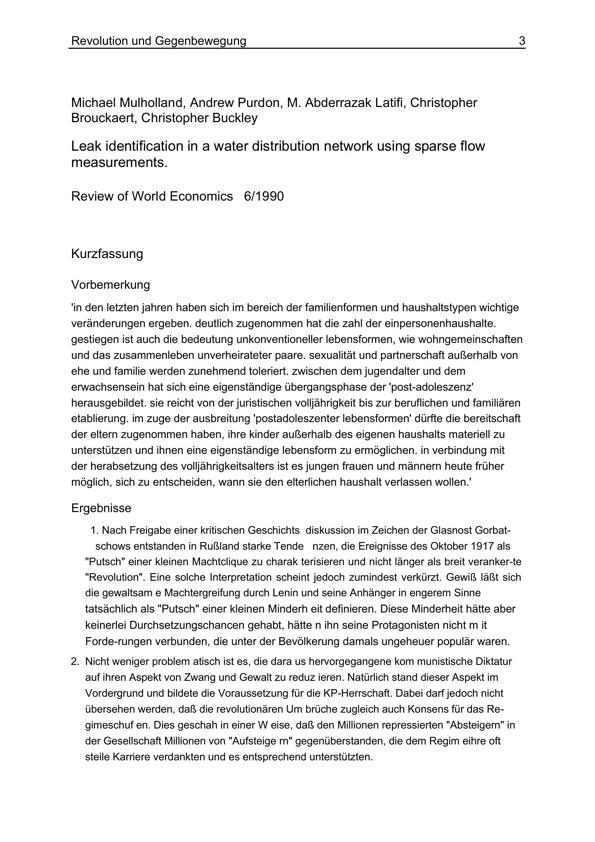 Revolution und Gegenbewegung 3
Michael Mulholland, Andrew Purdon, M. Abderrazak Latifi, Christopher
Brouckaert, Christopher Buckley
Leak identification in a water distribution network using sparse flow
measurements.
Review of World Economics 6/1990
Kurzfassung
Vorbemerkung
'in den letzten jahren haben sich im bereich der familienformen und haushaltstypen wichtige
veränderungen ergeben. deutlich zugenommen hat die zahl der einpersonenhaushalte.
gestiegen ist auch die bedeutung unkonventioneller lebensformen, wie wohngemeinschaften
und das zusammenleben unverheirateter paare. sexualität und partnerschaft außerhalb von
ehe und familie werden zunehmend toleriert. zwischen dem jugendalter und dem
erwachsensein hat sich eine eigenständige übergangsphase der 'post-adoleszenz'
herausgebildet. sie reicht von der juristischen volljährigkeit bis zur beruflichen und familiären
etablierung. im zuge der ausbreitung 'postadoleszenter lebensformen' dürfte die bereitschaft
der eltern zugenommen haben, ihre kinder außerhalb des eigenen haushalts materiell zu
unterstützen und ihnen eine eigenständige lebensform zu ermöglichen. in verbindung mit
der herabsetzung des volljährigkeitsalters ist es jungen frauen und männern heute früher
möglich, sich zu entscheiden, wann sie den elterlichen haushalt verlassen wollen.'
Ergebnisse
1. Nach Freigabe einer kritischen Geschichts diskussion im Zeichen der Glasnost Gorbat-
schows entstanden in Rußland starke Tende nzen, die Ereignisse des Oktober 1917 als
"Putsch" einer kleinen Machtclique zu charak terisieren und nicht länger als breit veranker-te
"Revolution". Eine solche Interpretation scheint jedoch zumindest verkürzt. Gewiß läßt sich
die gewaltsam e Machtergreifung durch Lenin und seine Anhänger in engerem Sinne
tatsächlich als "Putsch" einer kleinen Minderh eit definieren. Diese Minderheit hätte aber
keinerlei Durchsetzungschancen gehabt, hätte n ihn seine Protagonisten nicht m it
Forde-rungen verbunden, die unter der Bevölkerung damals ungeheuer populär waren.
2. Nicht weniger problem atisch ist es, die dara us hervorgegangene kom munistische Diktatur
auf ihren Aspekt von Zwang und Gewalt zu reduz ieren. Natürlich stand dieser Aspekt im
Vordergrund und bildete die Voraussetzung für die KP-Herrschaft. Dabei darf jedoch nicht
übersehen werden, daß die revolutionären Um brüche zugleich auch Konsens für das Re-
gimeschuf en. Dies geschah in einer W eise, daß den Millionen repressierten "Absteigern" in
der Gesellschaft Millionen von "Aufsteige rn" gegenüberstanden, die dem Regim eihre oft
steile Karriere verdankten und es entsprechend unterstützten.